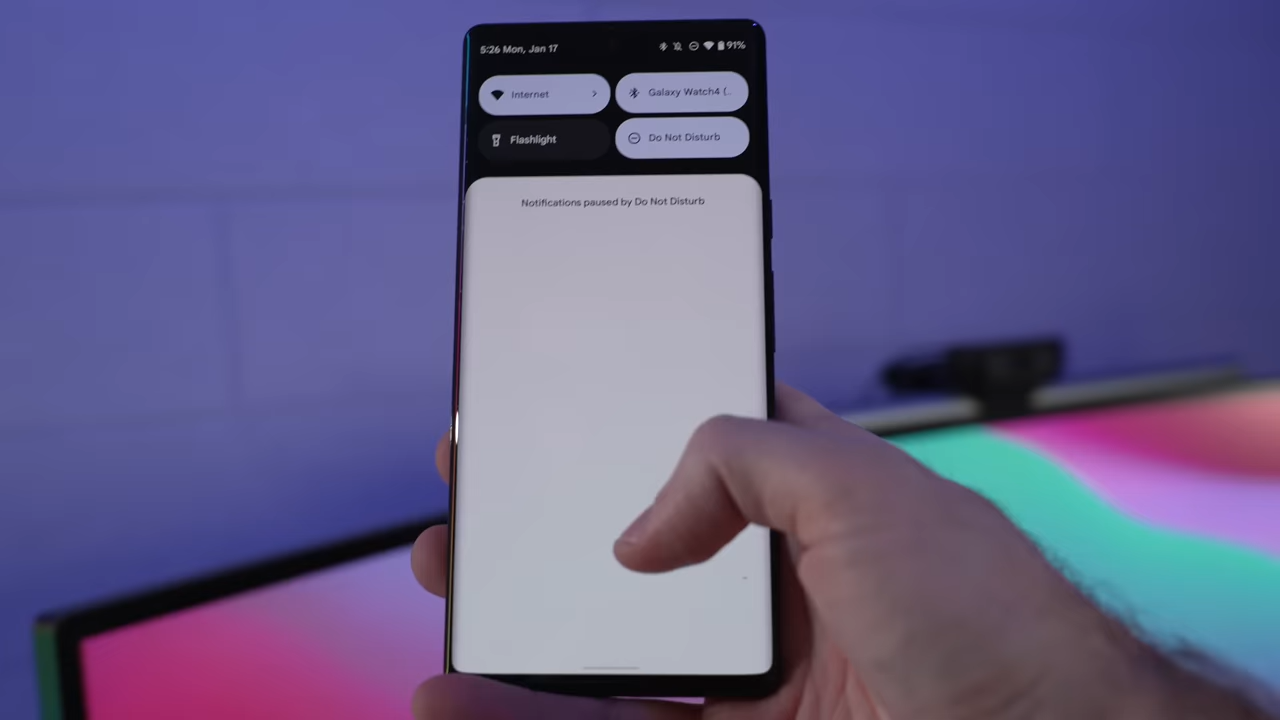 5:26 Mon, Jan 17
91%
Internet
Galaxy Watch4 (..
Flashlight
Do Not Disturb
Notifications paused by Do Not Disturb